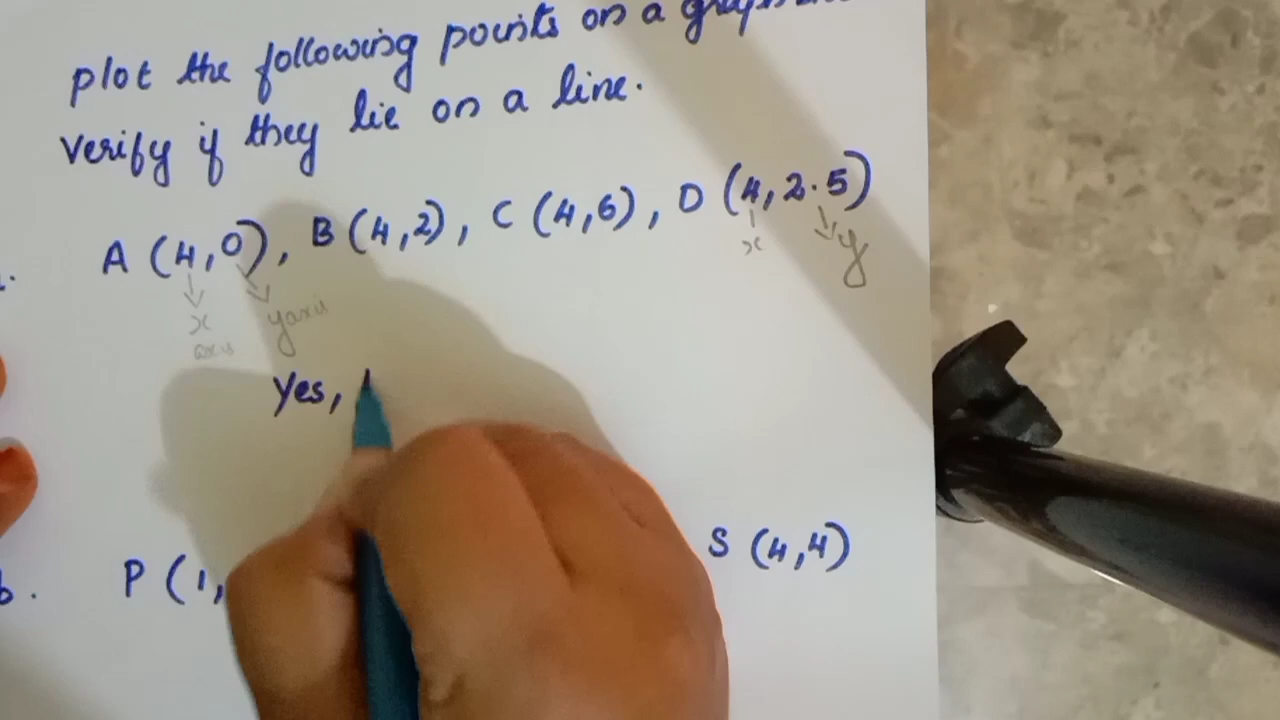 plot the following points on a
verify if they lie on a line.
a. A (4,0), B (4,2), C (4,6), D (4,2.5)
x axis y axis x y
Yes,
b. P (1, S (4,4)